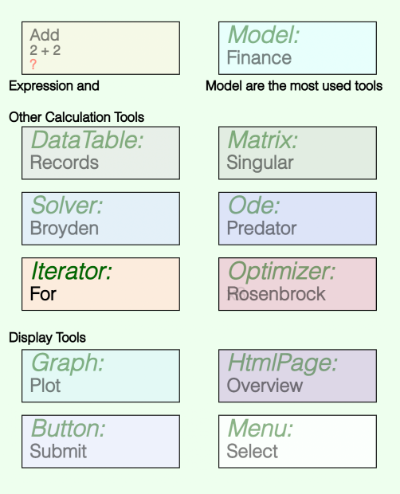 Add
2 + 2
?
Model:
Finance
Expression and
Model are the most used tools
Other Calculation Tools
DataTable:
Records
Matrix:
Singular
Solver:
Broyden
Ode:
Predator
Iterator:
For
Optimizer:
Rosenbrock
Display Tools
Graph:
Plot
HtmlPage:
Overview
Button:
Submit
Menu:
Select